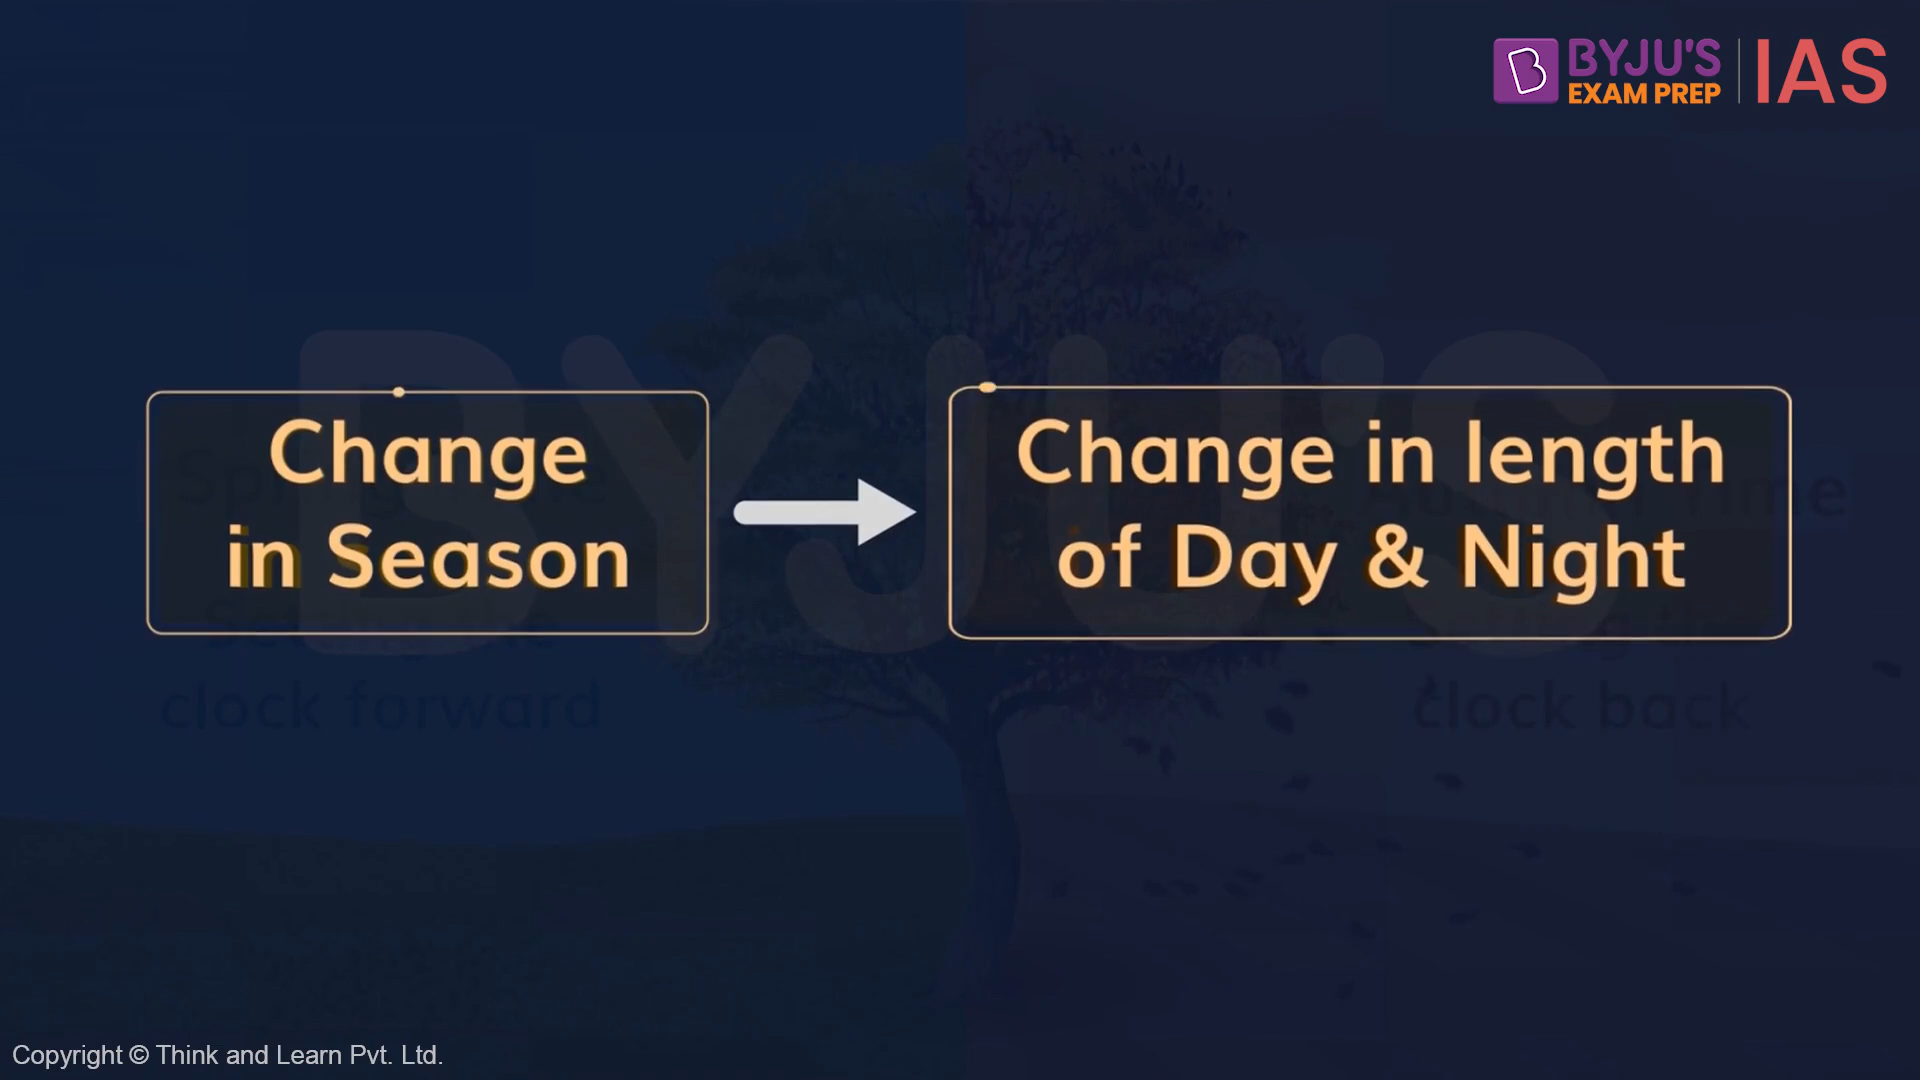 BYJU'S
EXAM PREP
IAS
Change
in Season
Change in length
of Day & Night
clock forward
clock back
BYJU'S
Copyright © Think and Learn Pvt. Ltd.